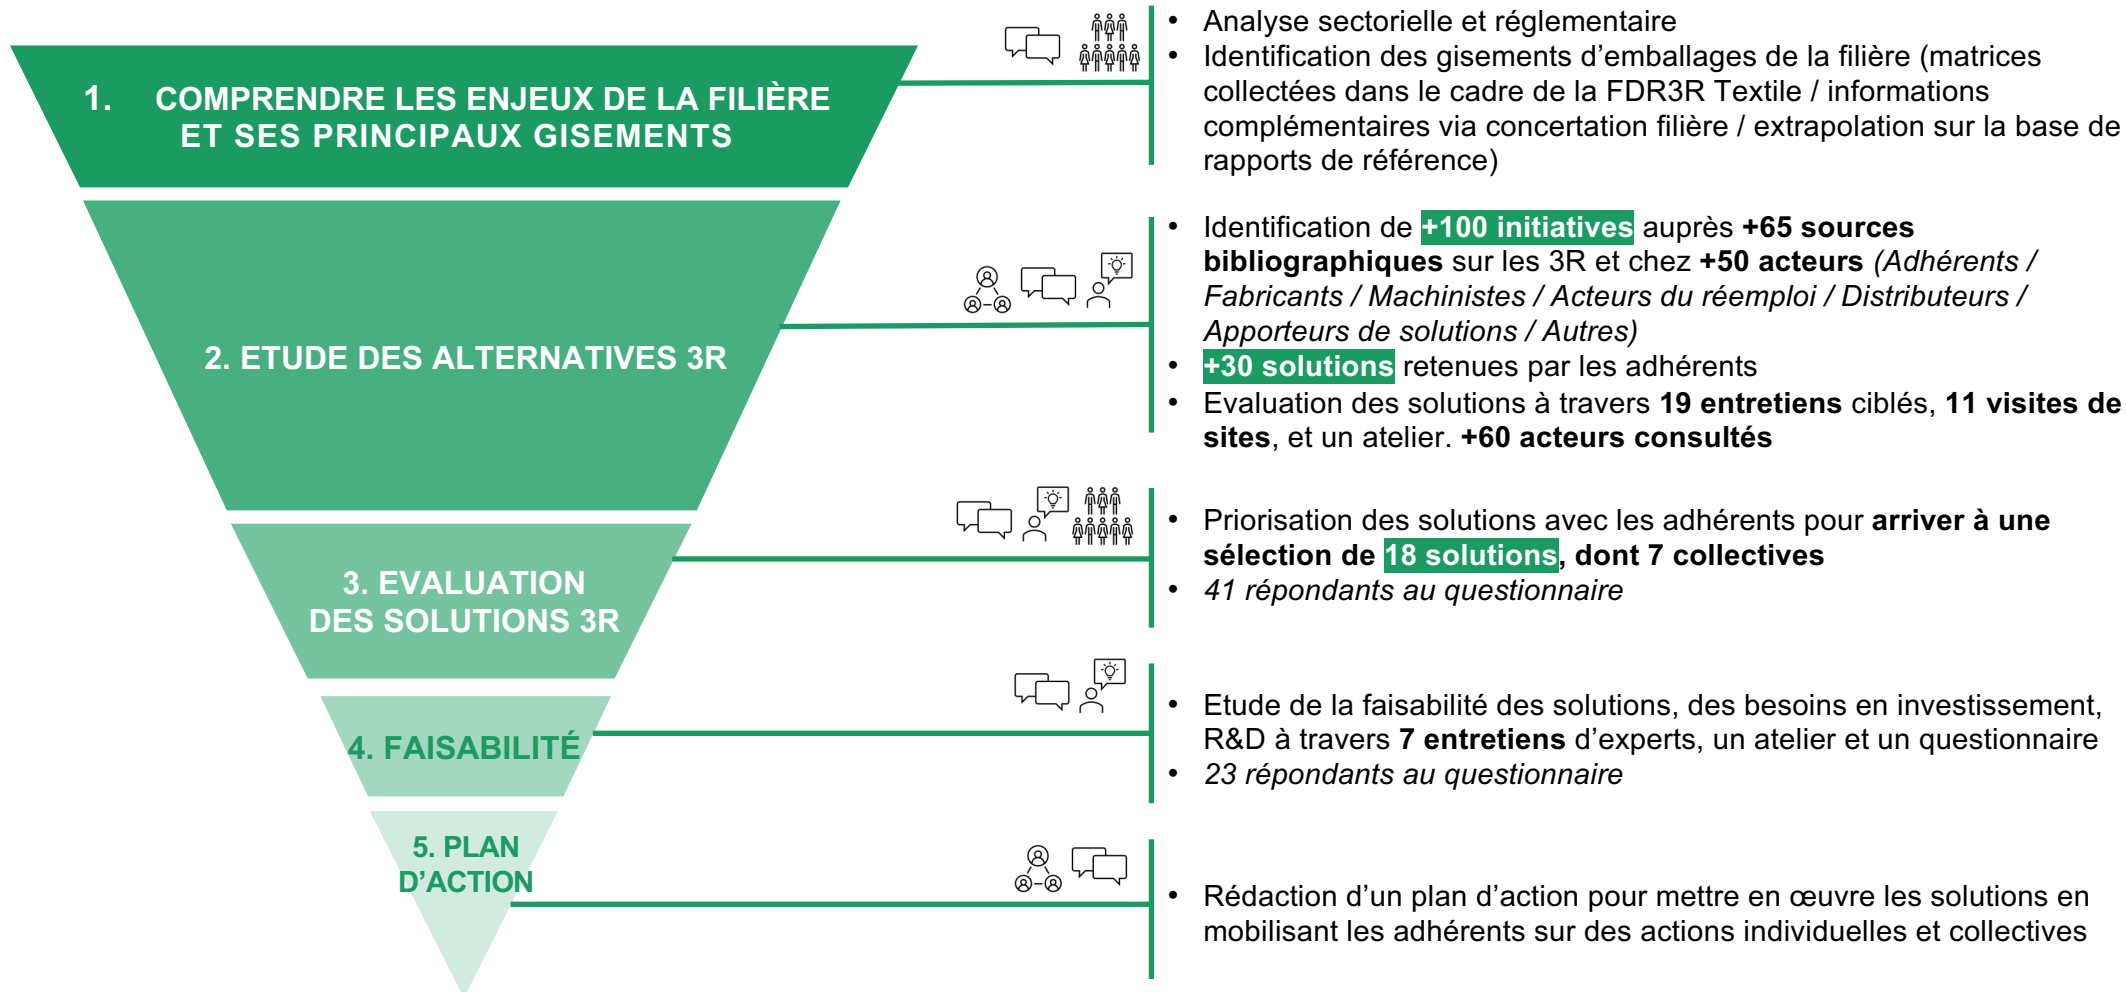 1. COMPRENDRE LES ENJEUX DE LA FILIÈRE
ET SES PRINCIPAUX GISEMENTS
• Analyse sectorielle et réglementaire
• Identification des gisements d’emballages de la filière (matrices
collectées dans le cadre de la FDR3R Textile / informations
complémentaires via concertation filière / extrapolation sur la base de
rapports de référence)
2. ETUDE DES ALTERNATIVES 3R
• Identification de +100 initiatives auprès +65 sources
bibliographiques sur les 3R et chez +50 acteurs (Adhérents /
Fabricants / Machinistes / Acteurs du réemploi / Distributeurs /
Apporteurs de solutions / Autres)
• +30 solutions retenues par les adhérents
• Evaluation des solutions à travers 19 entretiens ciblés, 11 visites de
sites, et un atelier. +60 acteurs consultés
3. EVALUATION
DES SOLUTIONS 3R
• Priorisation des solutions avec les adhérents pour arriver à une
sélection de 18 solutions, dont 7 collectives
• 41 répondants au questionnaire
4. FAISABILITÉ
• Etude de la faisabilité des solutions, des besoins en investissement,
R&D à travers 7 entretiens d’experts, un atelier et un questionnaire
• 23 répondants au questionnaire
5. PLAN
D’ACTION
• Rédaction d’un plan d’action pour mettre en œuvre les solutions en
mobilisant les adhérents sur des actions individuelles et collectives